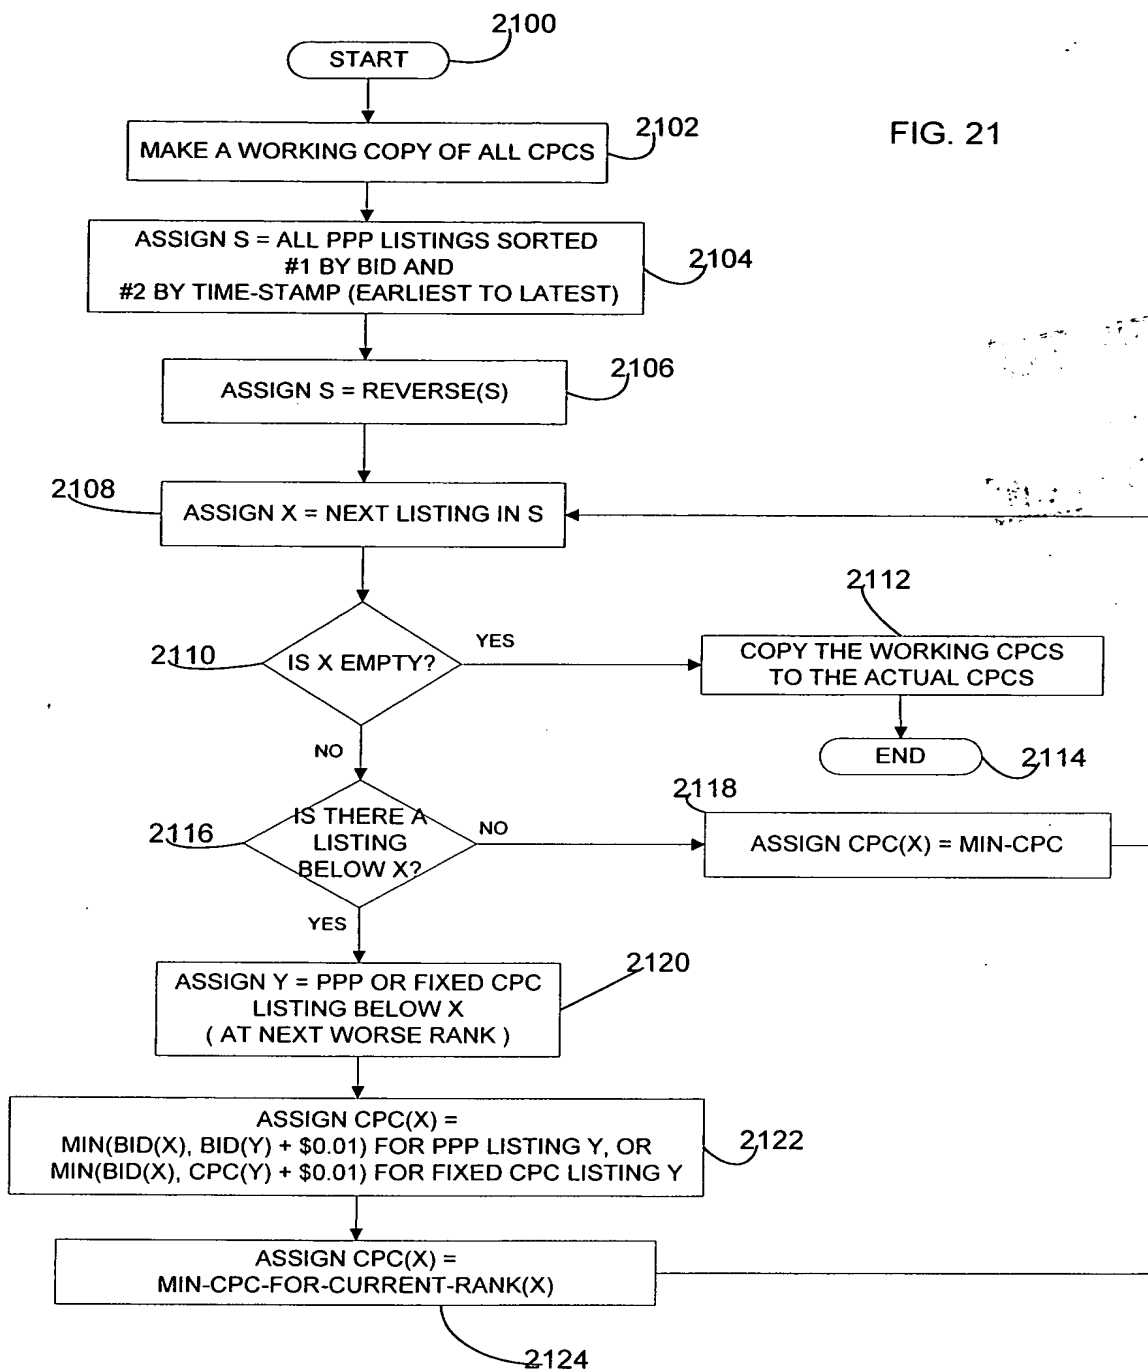 2100
START
FIG. 21
2102
MAKE A WORKING COPY OF ALL CPCS
ASSIGN S = ALL PPP LISTINGS SORTED
#1 BY BID AND
#2 BY TIME-STAMP (EARLIEST TO LATEST)
2104
ASSIGN S = REVERSE(S)
2106
2108
ASSIGN X = NEXT LISTING IN S
2110
IS X EMPTY?
YES
2112
COPY THE WORKING CPCS
TO THE ACTUAL CPCS
NO
END
2114
2116
IS THERE A
LISTING
BELOW X?
NO
2118
ASSIGN CPC(X) = MIN-CPC
YES
ASSIGN Y = PPP OR FIXED CPC
LISTING BELOW X
( AT NEXT WORSE RANK )
2120
ASSIGN CPC(X) =
MIN(BID(X), BID(Y) + $0.01) FOR PPP LISTING Y, OR
MIN(BID(X), CPC(Y) + $0.01) FOR FIXED CPC LISTING Y
2122
ASSIGN CPC(X) =
MIN-CPC-FOR-CURRENT-RANK(X)
2124